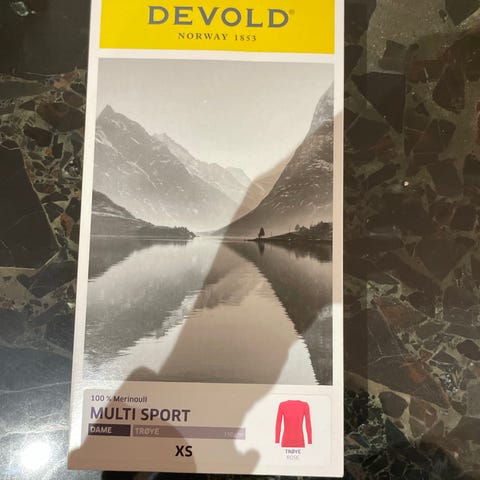 DEVOLD®
NORWAY 1853
100 % Merinoull
MULTI SPORT
DAME TRØYE
XS
TRØYE
ROSE